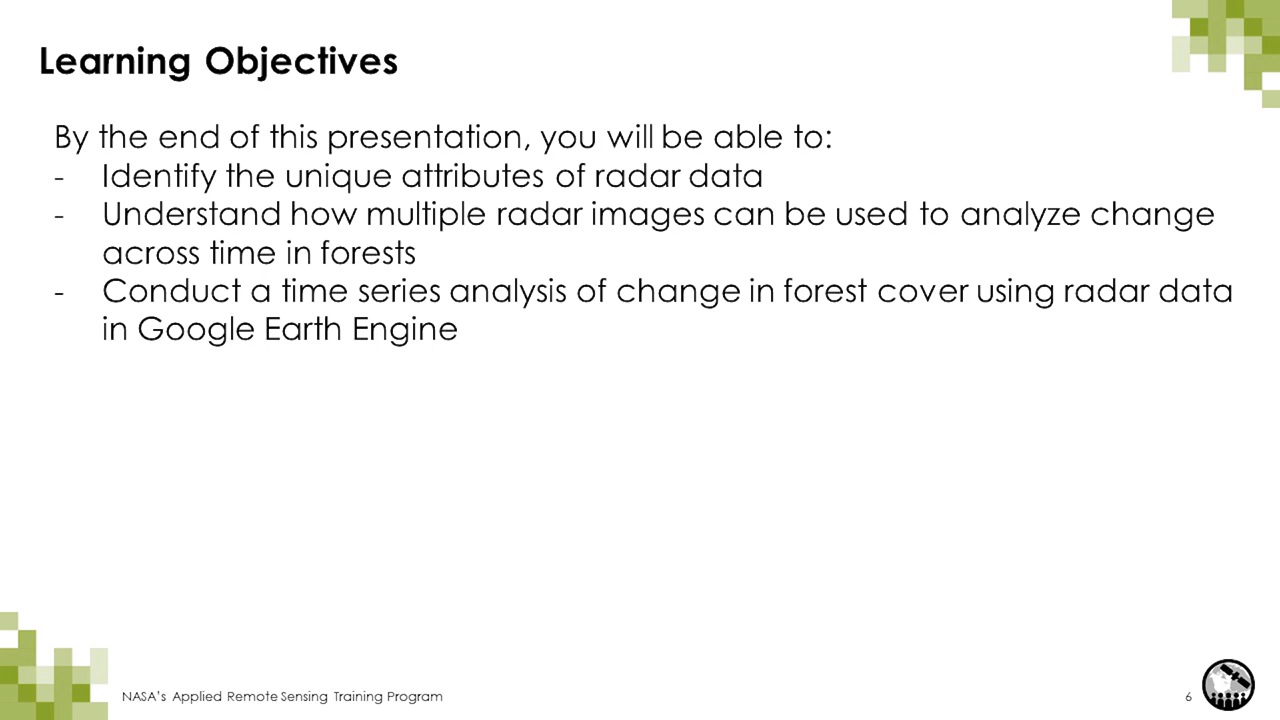 Learning Objectives
By the end of this presentation, you will be able to:
- Identify the unique attributes of radar data
- Understand how multiple radar images can be used to analyze change
across time in forests
- Conduct a time series analysis of change in forest cover using radar data
in Google Earth Engine
NASA's Applied Remote Sensing Training Program
6